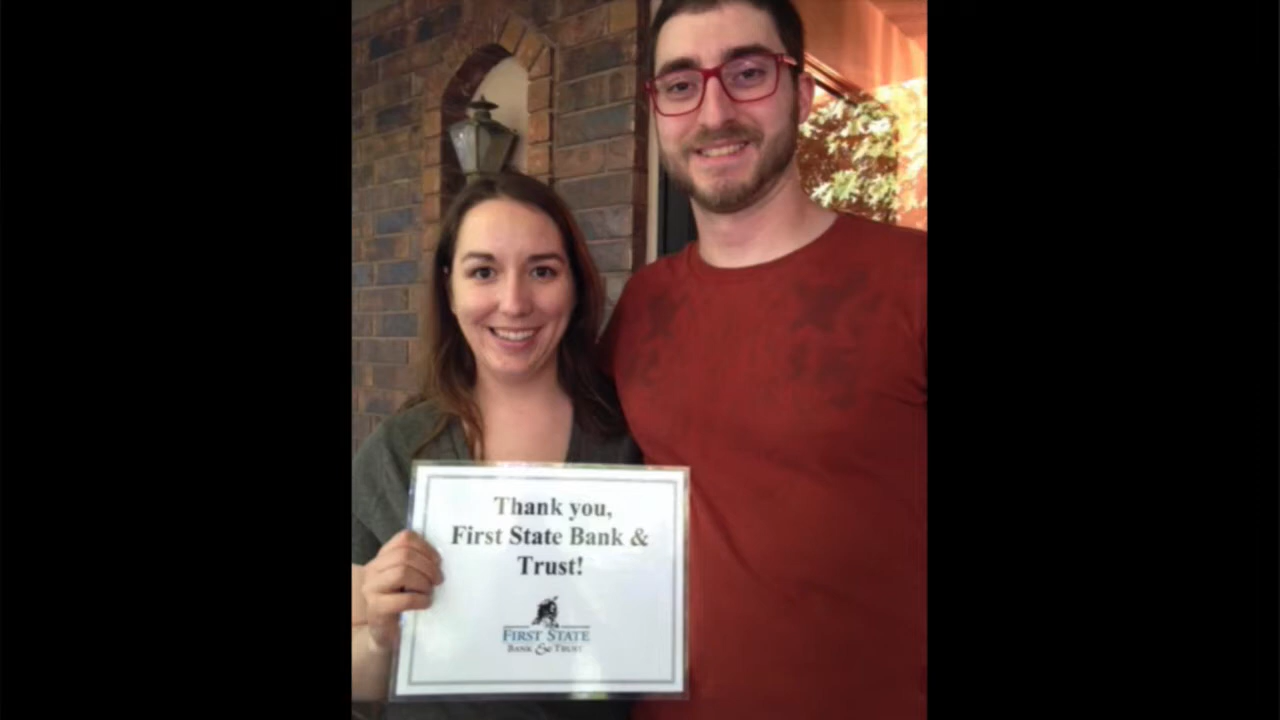 Thank you,
First State Bank &
Trust!
FIRST STATE
BANK & TRUST